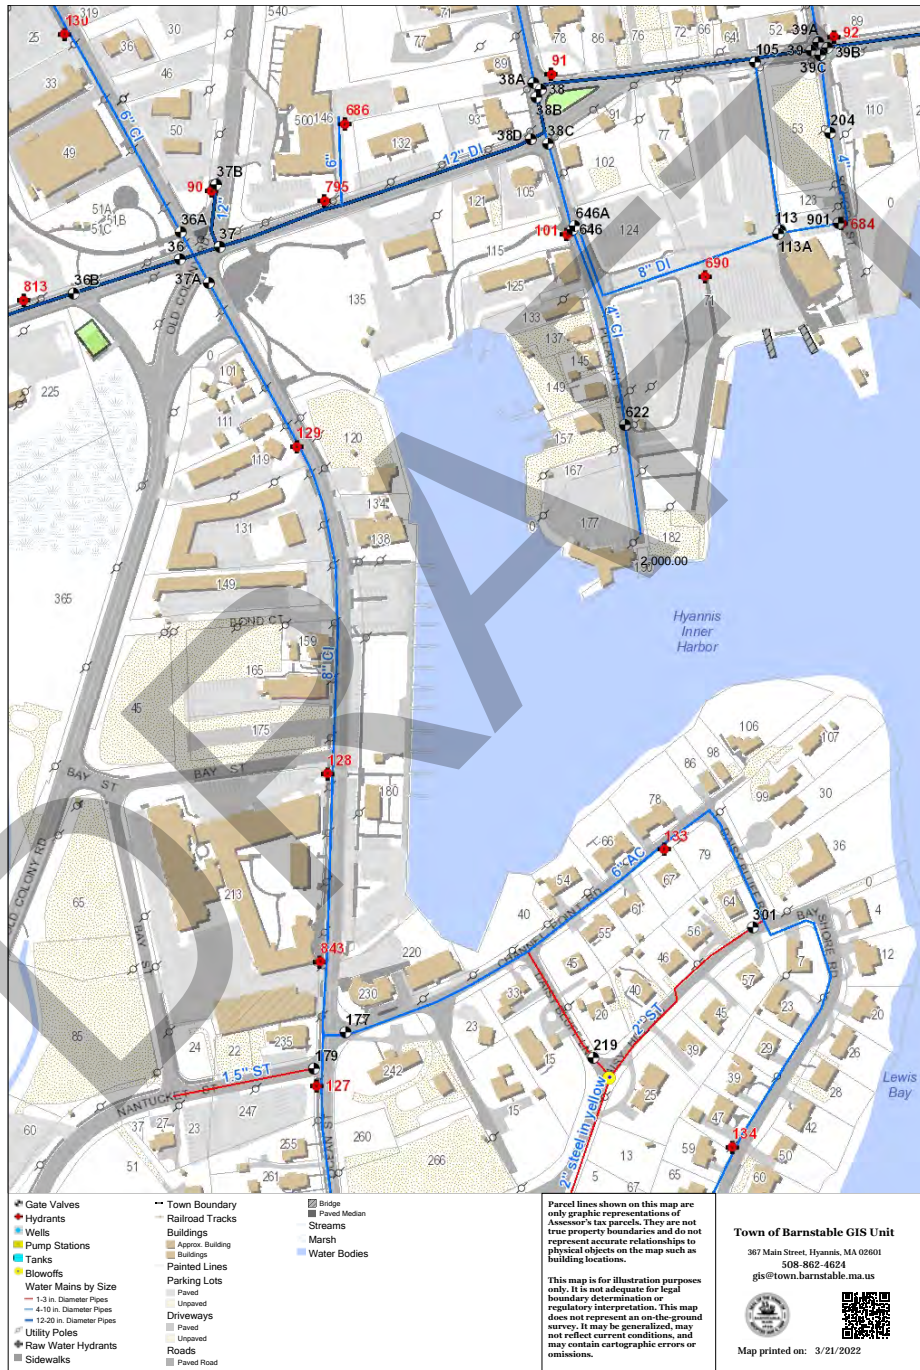 130
319
540
71
30
25
36
46
33
49
50
6" CI
500
146
686
6"
132
77
89
78
86
76
72
66
64
52
89
91
38A
38
38B
38C
38D
93
91
77
102
105
39A
39
39B
39C
92
105
204
110
53
4"
0
12" DI
795
37B
90
12"
36A
36
37
37A
36B
813
51A
51B
51C
121
115
105
125
646A
101
646
124
113
901
123
684
113A
8" DI
690
71
4" CI
135
133
137
145
149
157
167
177
622
182
190
2,000.00
0
225
0
101
111
129
119
120
134
138
131
149
365
BOND CT
159
165
8" CI
175
45
BAY ST
BAY ST
128
180
OLD COLONY RD
65
213
BAY ST
85
843
220
230
177
24
22
235
179
1.5" ST
NANTUCKET ST
127
242
247
260
255
261
266
60
37
27
23
51
Hyannis
Inner
Harbor
106
107
98
86
78
99
30
133
66
6" AC
79
67
54
61
36
40
CHANNEL POINT RD
55
64
0
301
BAY SHORE RD
4
56
46
45
12
7
33
40
20
57
2" ST
45
23
20
15
219
39
26
Lewis
Bay
39
28
25
15
47
42
2" steel in yellow
134
59
50
13
67
65
60
5
Gate Valves
Hydrants
Wells
Pump Stations
Tanks
Blowoffs
Water Mains by Size
1-3 in. Diameter Pipes
4-10 in. Diameter Pipes
12-20 in. Diameter Pipes
Utility Poles
Raw Water Hydrants
Sidewalks
Town Boundary
Railroad Tracks
Buildings
Approx. Building
Buildings
Painted Lines
Parking Lots
Paved
Unpaved
Driveways
Paved
Unpaved
Roads
Paved Road
Bridge
Paved Median
Streams
Marsh
Water Bodies
Parcel lines shown on this map are
only graphic representations of
Assessor's tax parcels. They are not
true property boundaries and do not
represent accurate relationships to
physical objects on the map such as
building locations.
This map is for illustration purposes
only. It is not adequate for legal
boundary determination or
regulatory interpretation. This map
does not represent an on-the-ground
survey. It may be generalized, may
not reflect current conditions, and
may contain cartographic errors or
omissions.
Town of Barnstable GIS Unit
367 Main Street, Hyannis, MA 02601
508-862-4624
gis@town.barnstable.ma.us
Map printed on: 3/21/2022
DRAFT